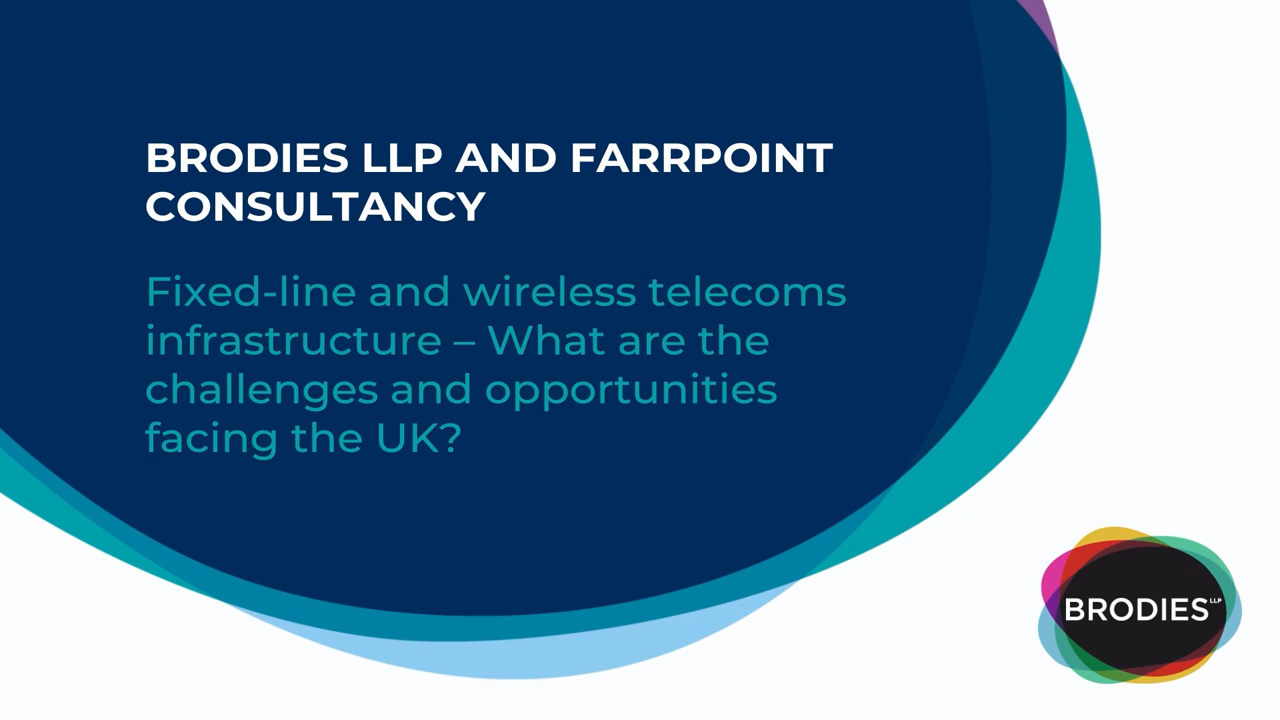 BRODIES LLP AND FARRPOINT
CONSULTANCY
Fixed-line and wireless telecoms
infrastructure – What are the
challenges and opportunities
facing the UK?
BRODIES LLP